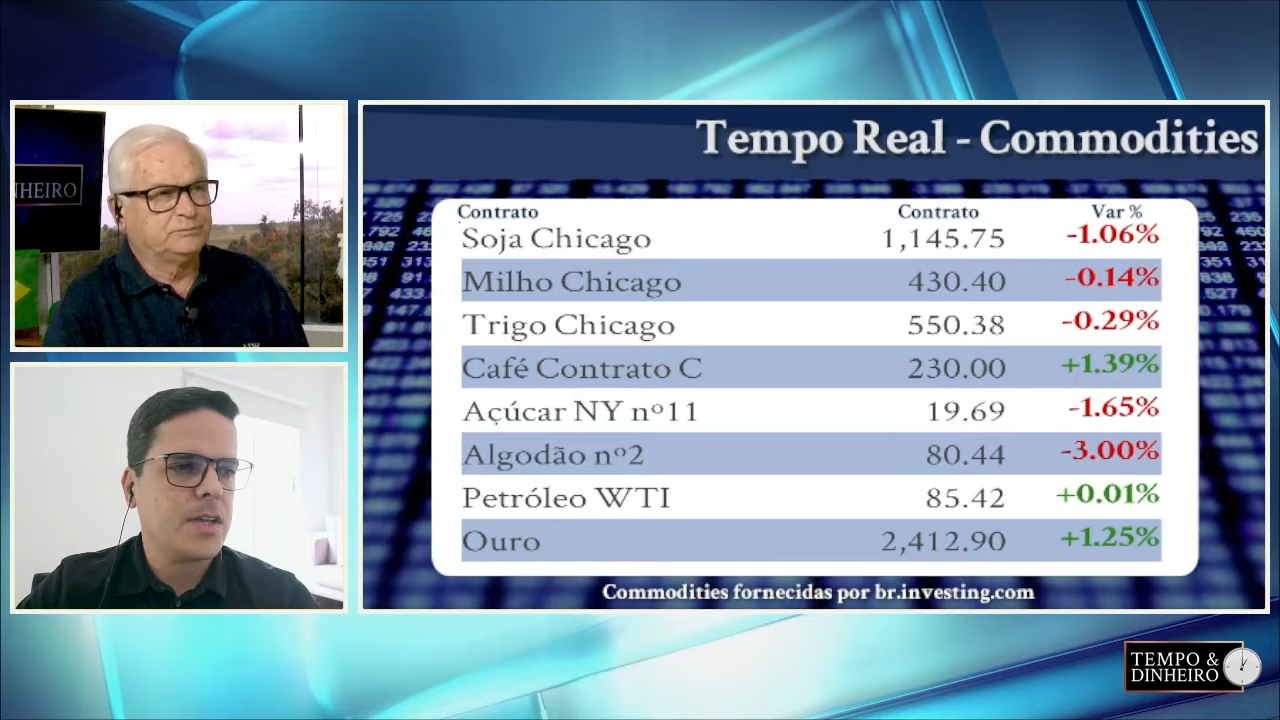 HEIRO
Tempo Real - Commodities
Contrato Contrato Var %
Soja Chicago 1,145.75 -1.06%
Milho Chicago 430.40 -0.14%
Trigo Chicago 550.38 -0.29%
Café Contrato C 230.00 +1.39%
Açúcar NY nº11 19.69 -1.65%
Algodão nº2 80.44 -3.00%
Petróleo WTI 85.42 +0.01%
Ouro 2,412.90 +1.25%
Commodities fornecidas por br.investing.com
TEMPO &
DINHEIRO